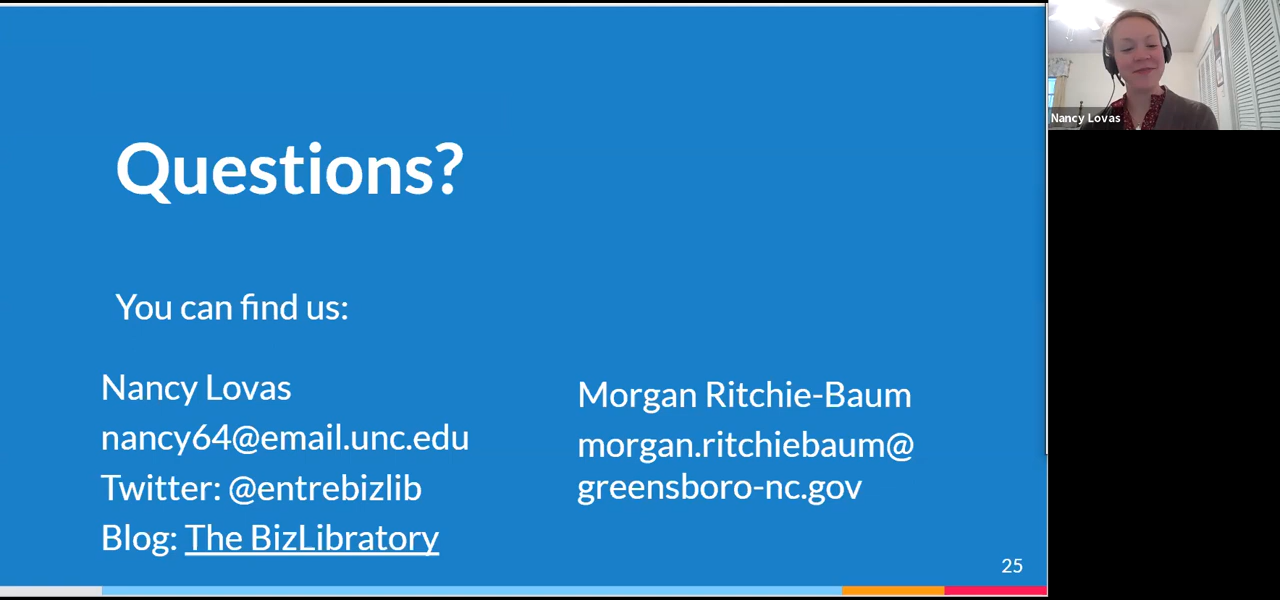 Questions?
You can find us:
Nancy Lovas
nancy64@email.unc.edu
Twitter: @entrebizlib
Blog: The BizLibratory
Morgan Ritchie-Baum
morgan.ritchiebaum@
greensboro-nc.gov
25
Nancy Lovas